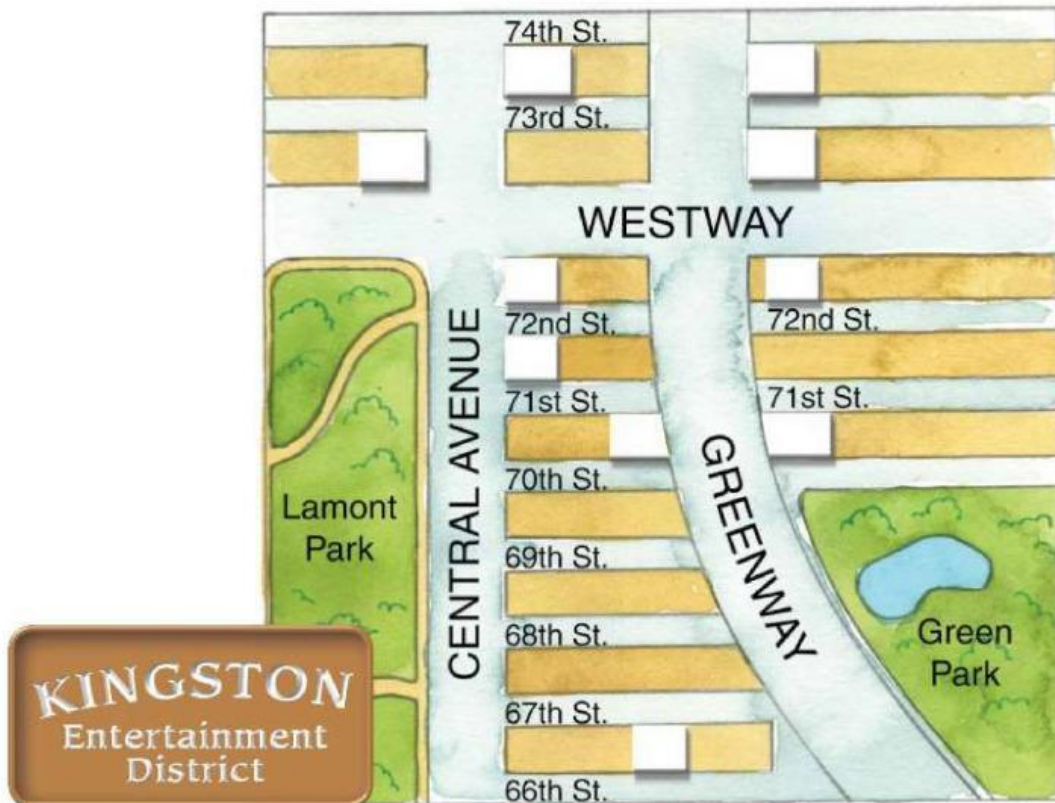 74th St.
73rd St.
WESTWAY
72nd St.
72nd St.
CENTRAL AVENUE
71st St.
71st St.
GREENWAY
70th St.
Lamont
Park
69th St.
68th St.
Green
Park
67th St.
66th St.
KINGSTON
Entertainment
District